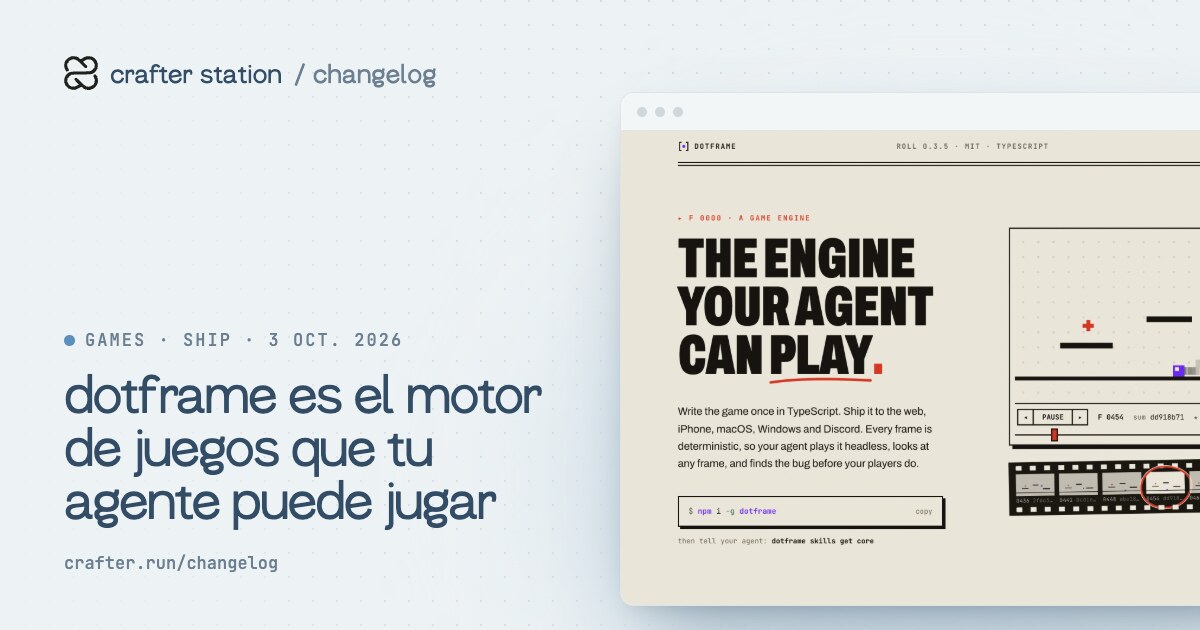 crafter station / changelog
GAMES · SHIP · 3 OCT. 2026
dotframe es el motor
de juegos que tu
agente puede jugar
crafter.run/changelog
[•] DOTFRAME
ROLL 0.3.5 · MIT · TYPESCRIPT
F 0000 · A GAME ENGINE
THE ENGINE
YOUR AGENT
CAN PLAY.
Write the game once in TypeScript. Ship it to the web,
iPhone, macOS, Windows and Discord. Every frame is
deterministic, so your agent plays it headless, looks at
any frame, and finds the bug before your players do.
$ npm i -g dotframe
copy
then tell your agent: dotframe skills get core
PAUSE
F 0454 sum dd918b71